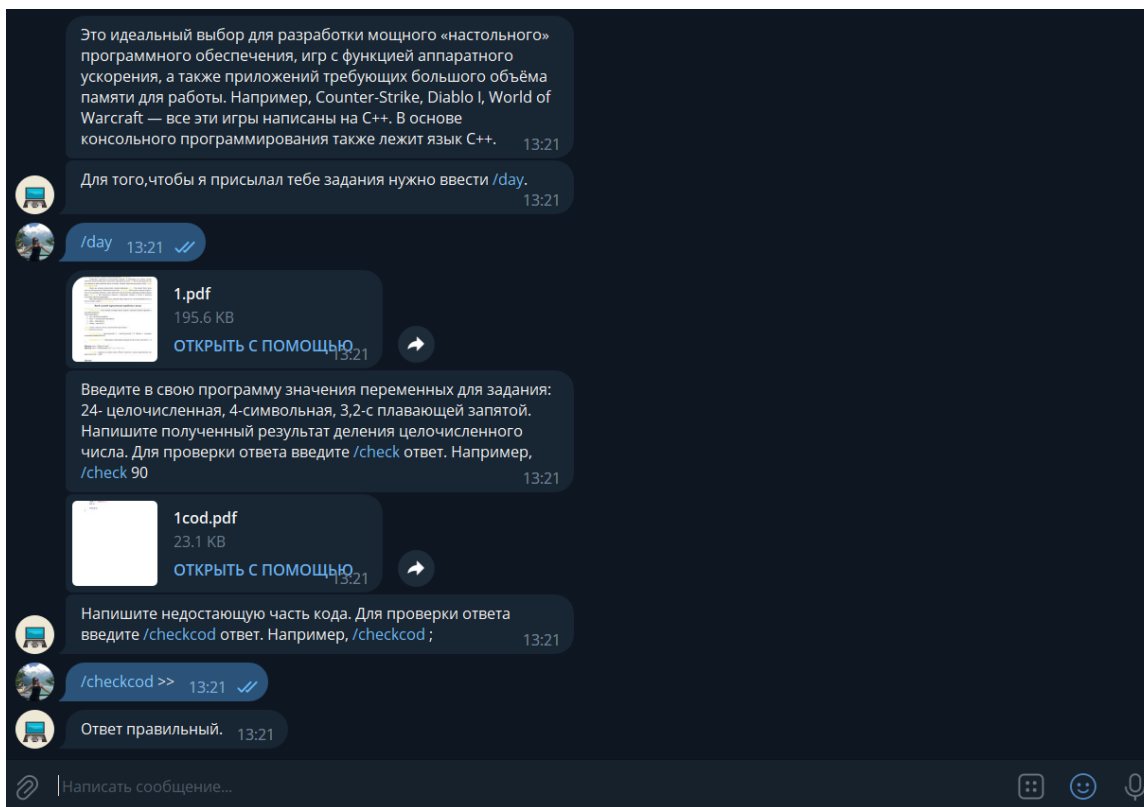 Это идеальный выбор для разработки мощного «настольного»
программного обеспечения, игр с функцией аппаратного
ускорения, а также приложений требующих большого объёма
памяти для работы. Например, Counter-Strike, Diablo I, World of
Warcraft — все эти игры написаны на C++. В основе
консольного программирования также лежит язык C++. 13:21
Для того,чтобы я присылал тебе задания нужно ввести /day.
13:21
/day 13:21
1.pdf
195.6 KB
ОТКРЫТЬ С ПОМОЩЬЮ 13:21
Введите в свою программу значения переменных для задания:
24- целочисленная, 4-символьная, 3,2-с плавающей запятой.
Напишите полученный результат деления целочисленного
числа. Для проверки ответа введите /check ответ. Например,
/check 90 13:21
1cod.pdf
23.1 KB
ОТКРЫТЬ С ПОМОЩЬЮ 13:21
Напишите недостающую часть кода. Для проверки ответа
введите /checkcod ответ. Например, /checkcod ; 13:21
/checkcod >> 13:21
Ответ правильный. 13:21
Написать сообщение...